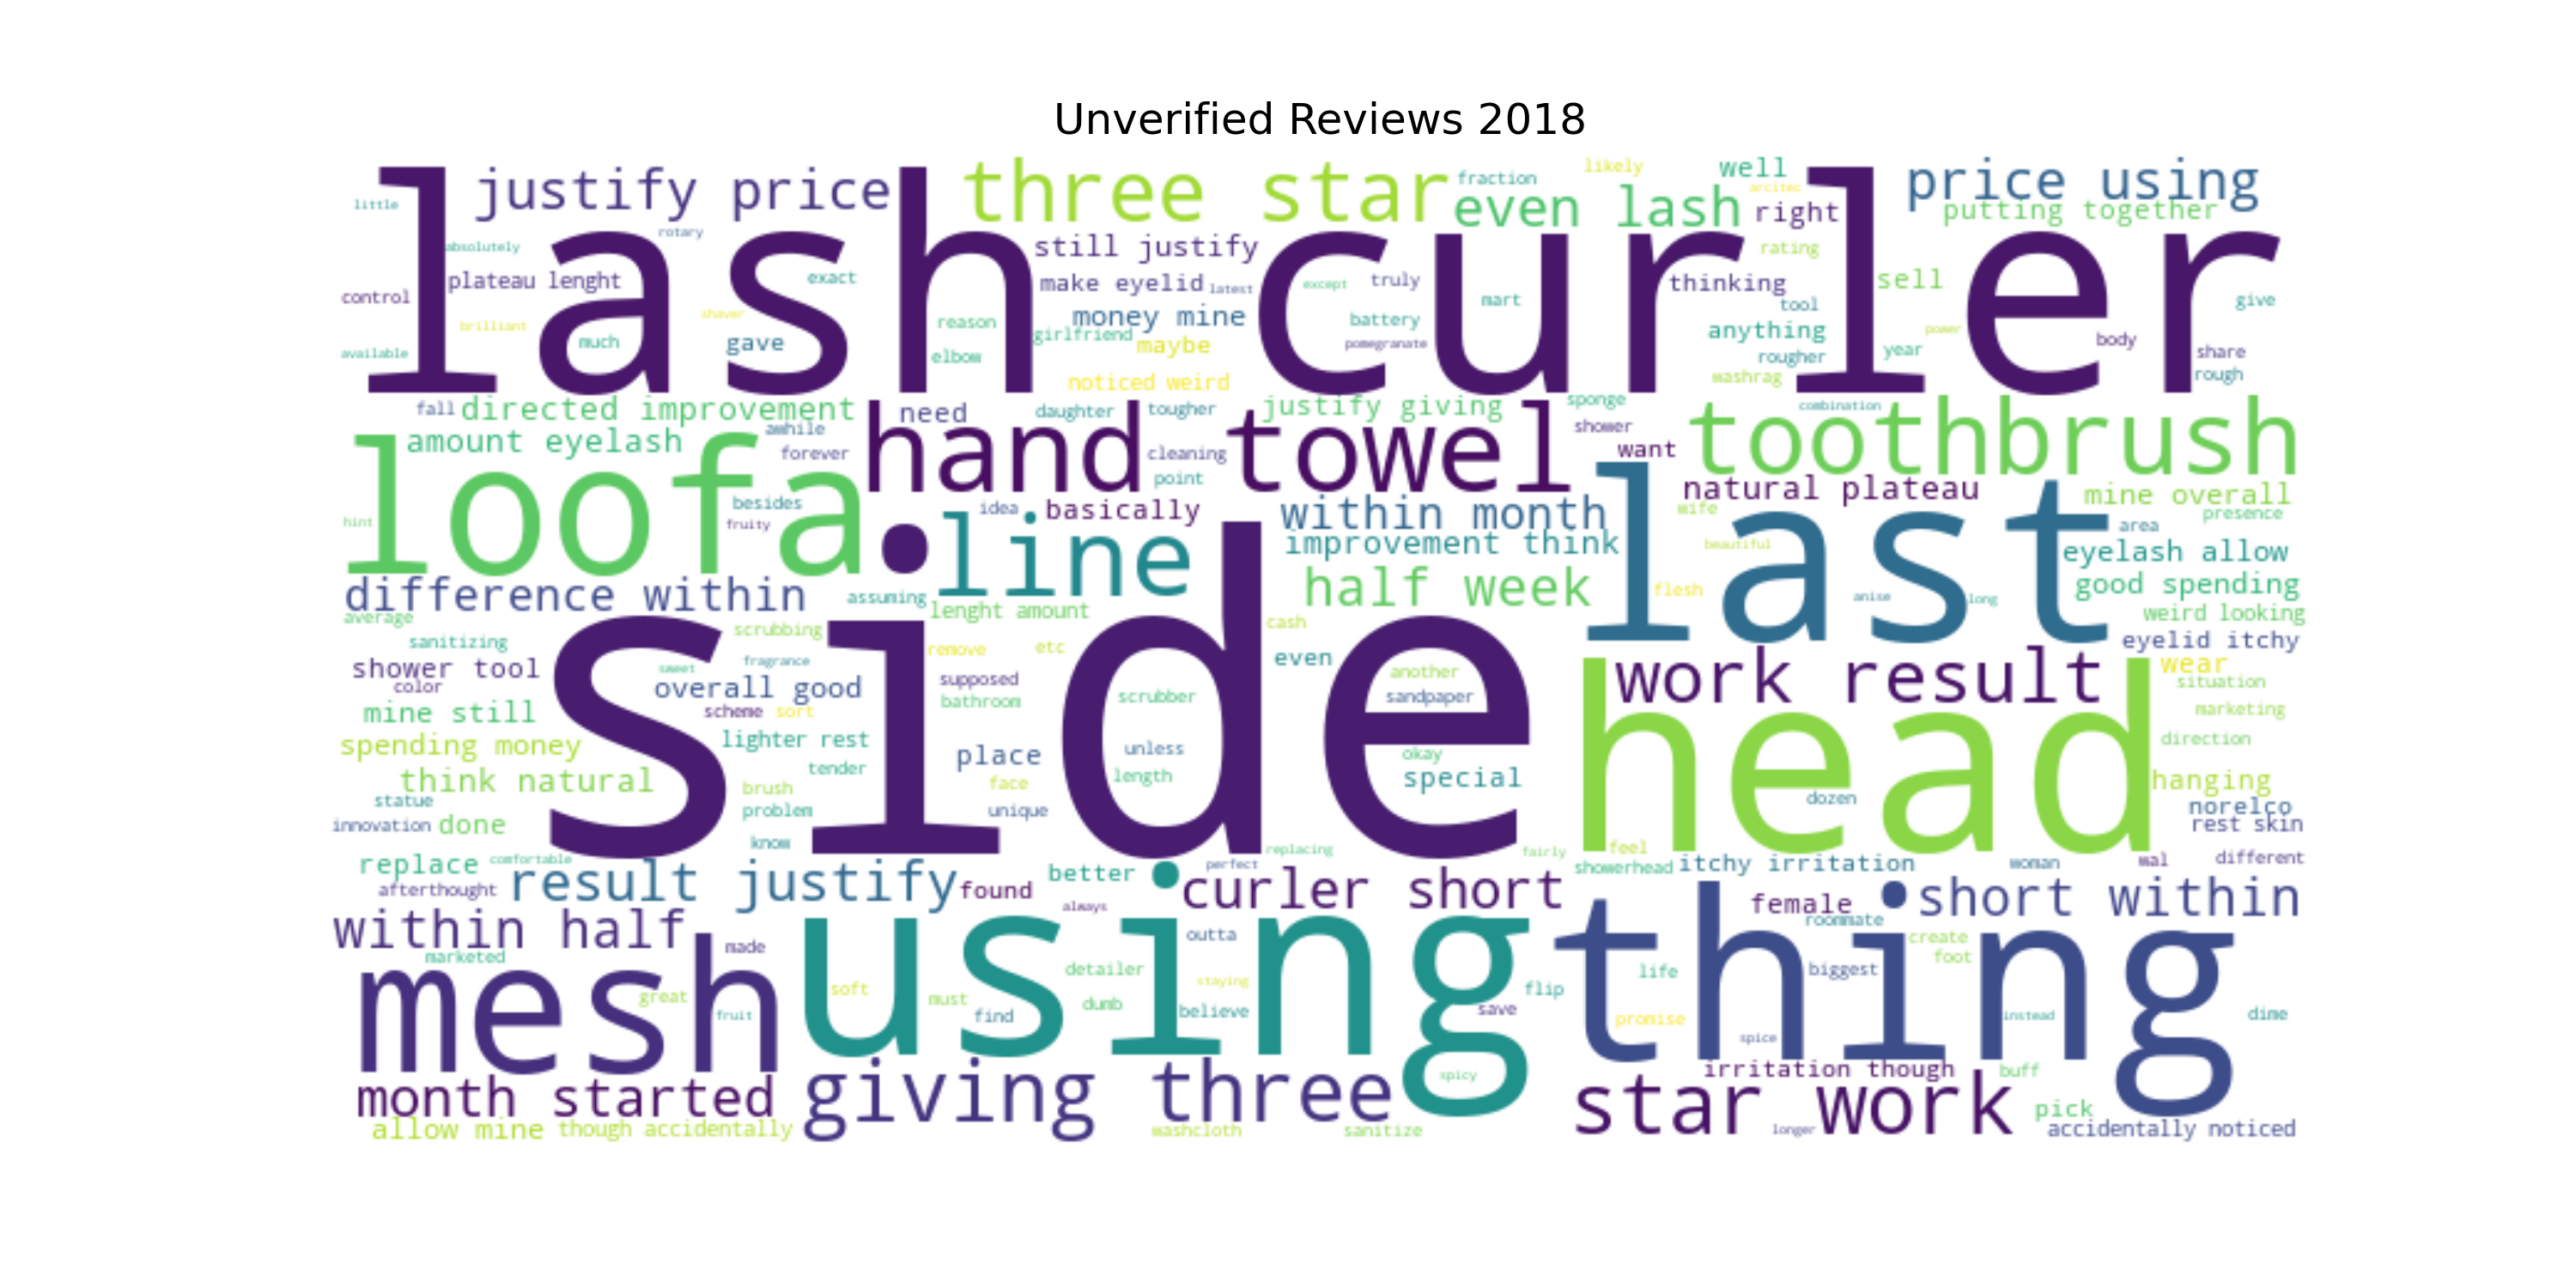 Unverified Reviews 2018
lash curler
justify price
three star
fraction
likely
well
arcitec
price using
little
even lash
right
putting together
absolutely
rotary
still justify
rating
plateau lenght
exact
make eyelid
latest
except
truly
thinking
sell
control
mart
tool
give
brilliant
shaver
reason
money mine
battery
anything
power
available
much
gave
elbow
girlfriend
maybe
pomegranate
rougher
year
body
share
noticed weird
washrag
rough
fall
directed improvement
need
daughter
tougher
justify giving
sponge
combination
toothbrush
amount eyelash
awhile
hand towel
shower
loofa
forever
cleaning
want
point
natural plateau
last
mine overall
besides
hint
fruity
idea
basically
within month
wife
presence
line
improvement think
beautiful
area
eyelash allow
difference within
assuming
half week
flesh
anise
long
good spending
average
lenght amount
weird looking
side
scrubbing
cash
sanitizing
remove
etc
even
eyelid itchy
shower tool
sweet
fragrance
work result
wear
color
overall good
supposed
another
head
situation
scheme
sort
bathroom
scrubber
sandpaper
mine still
marketing
spending money
lighter rest
place
unless
okay
direction
think natural
tender
length
special
hanging
statue
brush
face
dozen
norelco
innovation
done
problem
unique
rest skin
know
replace
comfortable
better
perfect
replacing
fairly
feel
showerhead
itchy irritation
woman
wal
different
afterthought
result justify
found
curler short
using
always
thing
female
short within
within half
made
outta
roommate
marketed
mesh
detailer
create
foot
life
biggest
great
soft
must
staying
flip
fruit
find
dumb
believe
save
promise
instead
dime
spice
month started
giving three
spicy
irritation though
buff
star work
pick
allow mine
though accidentally
washcloth
sanitize
longer
accidentally noticed